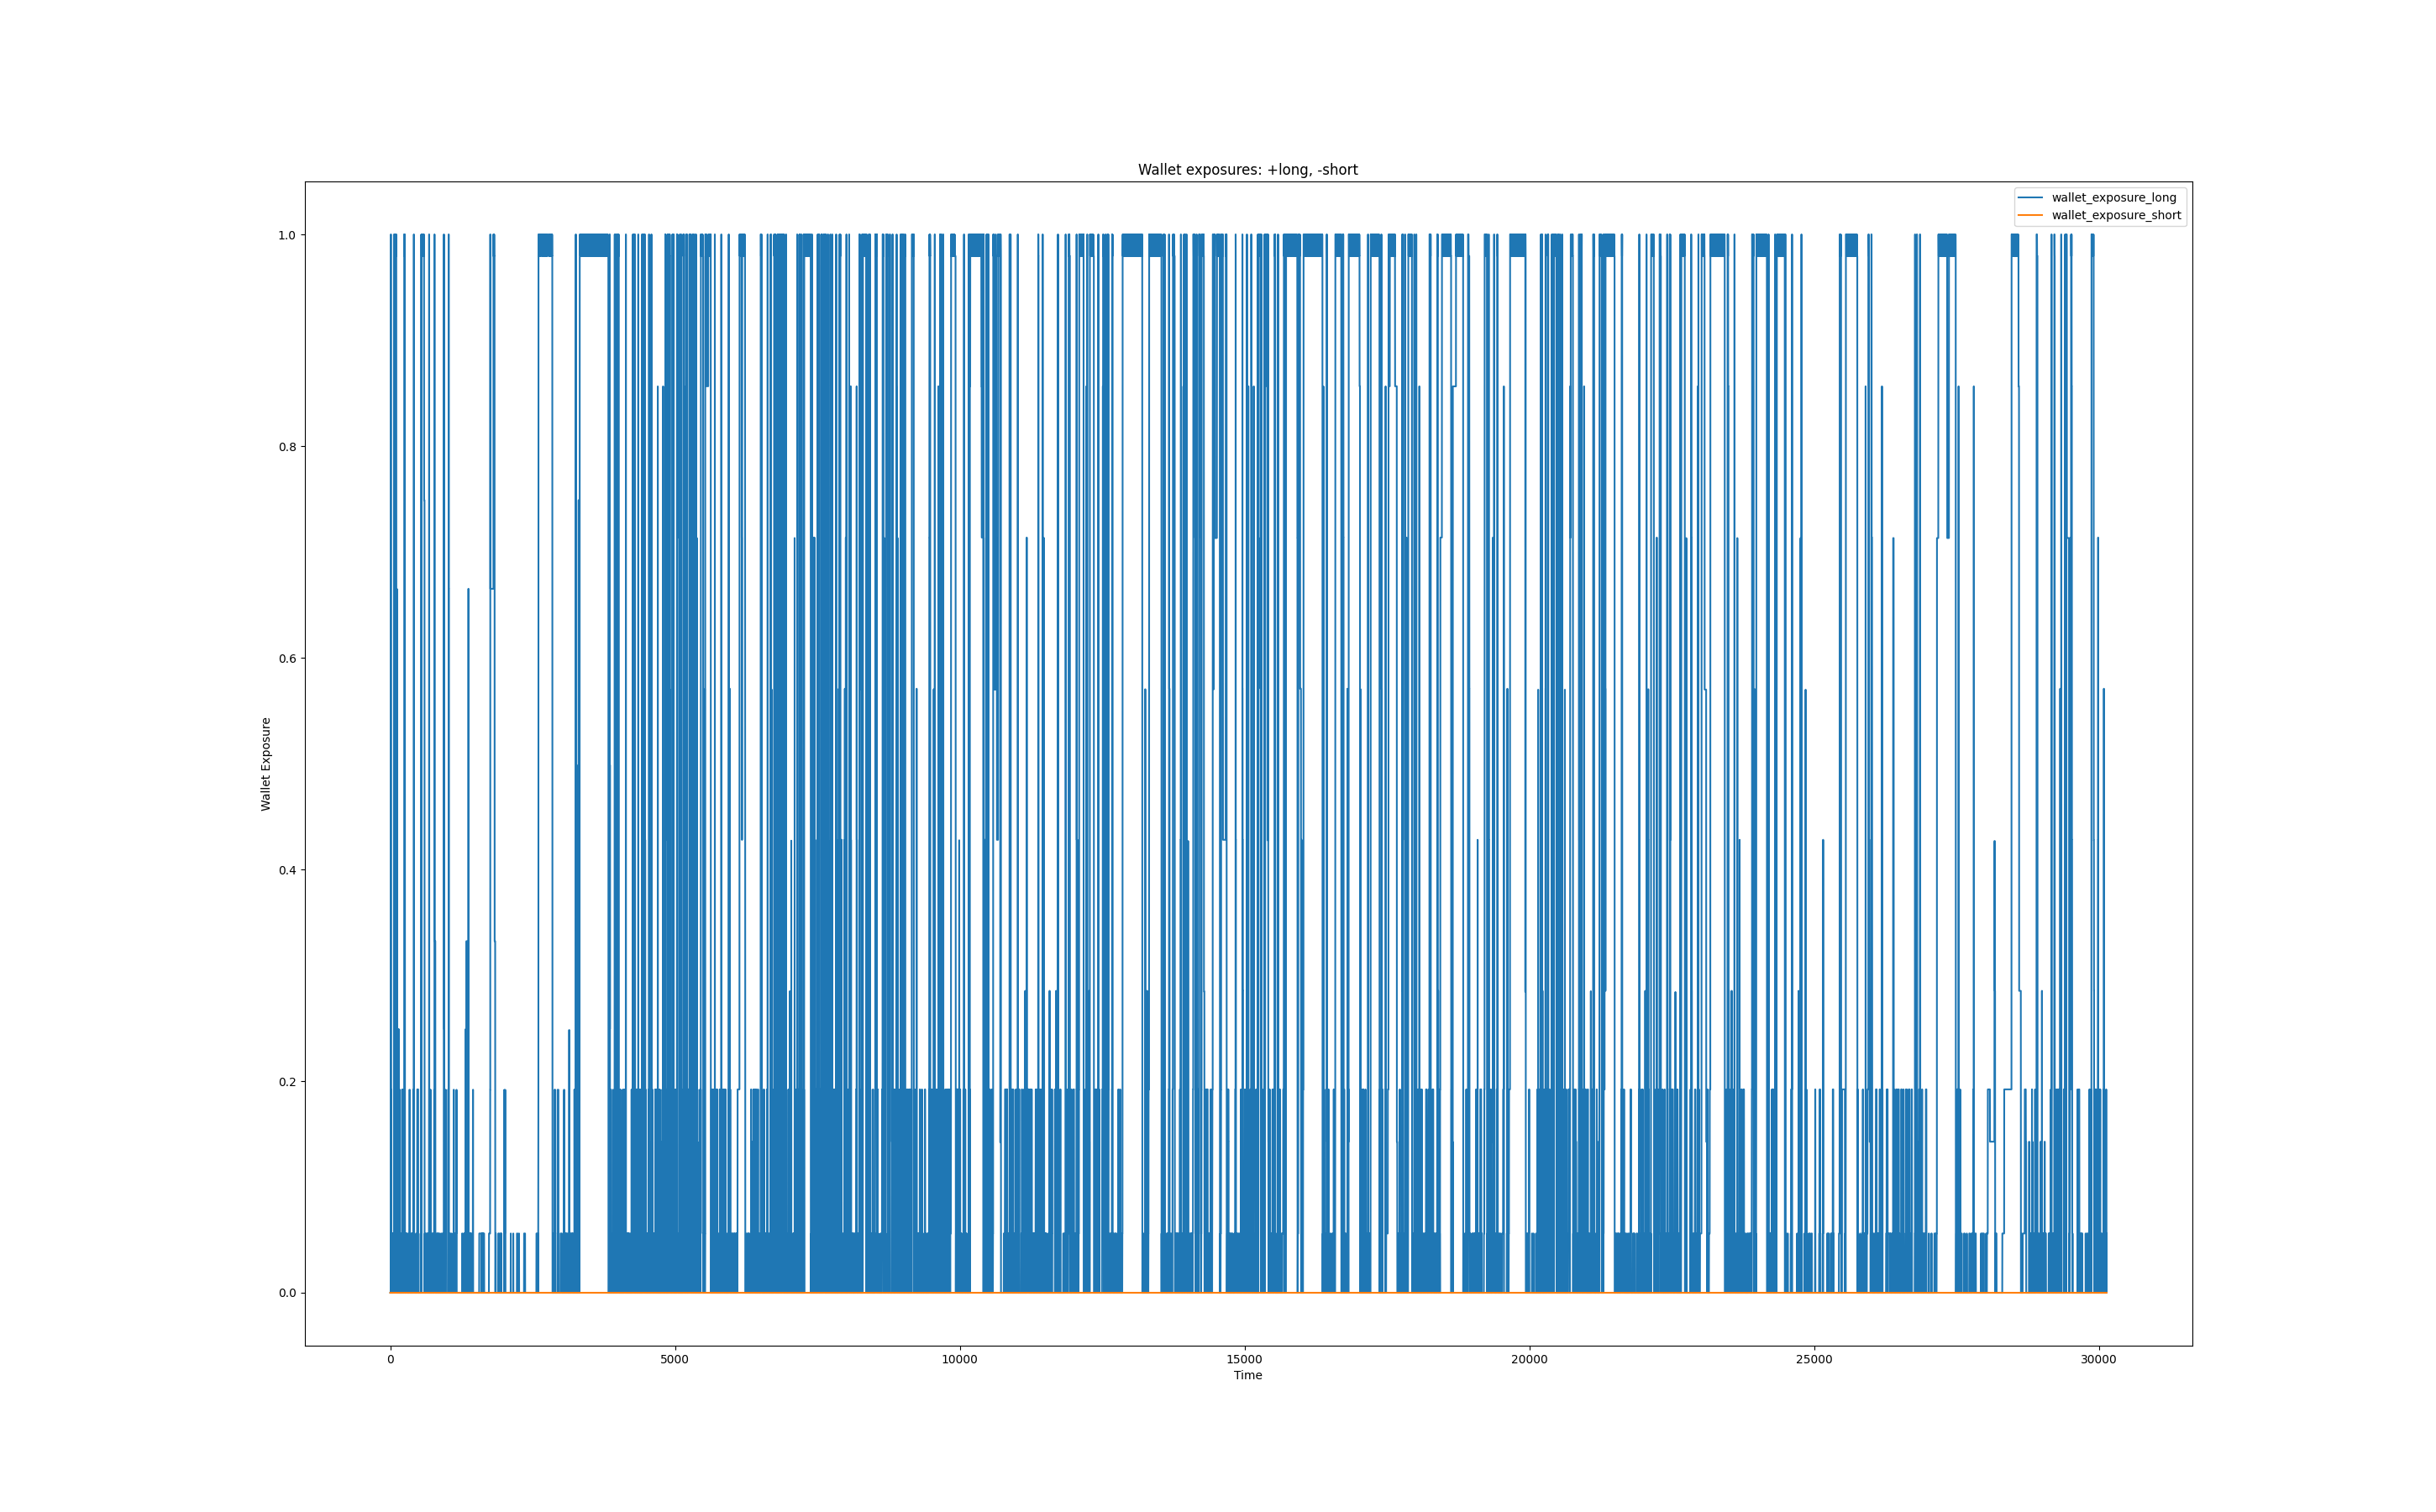 Wallet exposures: +long, -short
wallet_exposure_long
wallet_exposure_short
1.0
0.8
0.6
0.4
0.2
0.0
Wallet Exposure
0 5000 10000 15000 20000 25000 30000
Time